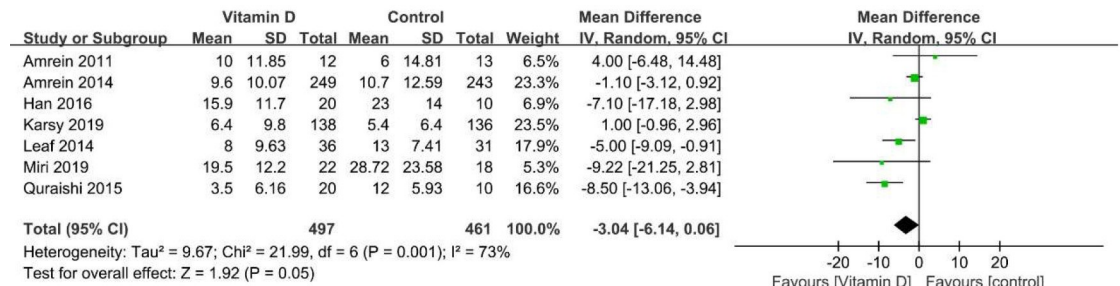 Vitamin D Control Mean Difference Mean Difference
Study or Subgroup Mean SD Total Mean SD Total Weight IV, Random, 95% CI IV, Random, 95% CI
Amrein 2011 10 11.85 12 6 14.81 13 6.5% 4.00 [-6.48, 14.48]
Amrein 2014 9.6 10.07 249 10.7 12.59 243 23.3% -1.10 [-3.12, 0.92]
Han 2016 15.9 11.7 20 23 14 10 6.9% -7.10 [-17.18, 2.98]
Karsy 2019 6.4 9.8 138 5.4 6.4 136 23.5% 1.00 [-0.96, 2.96]
Leaf 2014 8 9.63 36 13 7.41 31 17.9% -5.00 [-9.09, -0.91]
Miri 2019 19.5 12.2 22 28.72 23.58 18 5.3% -9.22 [-21.25, 2.81]
Quraishi 2015 3.5 6.16 20 12 5.93 10 16.6% -8.50 [-13.06, -3.94]
Total (95% CI) 497 461 100.0% -3.04 [-6.14, 0.06]
Heterogeneity: Tau² = 9.67; Chi² = 21.99, df = 6 (P = 0.001); I² = 73%
Test for overall effect: Z = 1.92 (P = 0.05)
-20 -10 0 10 20
Favours [Vitamin D] Favours [control]